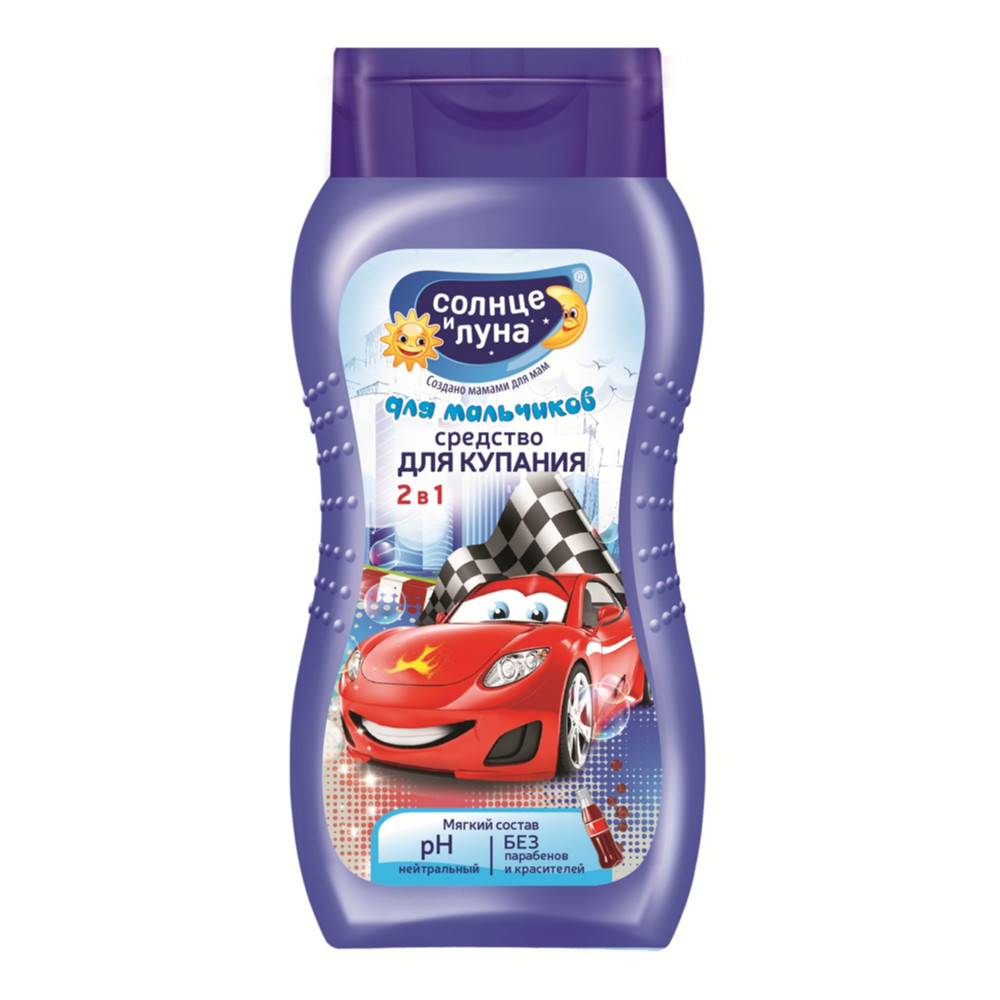 ®
солнце
и луна
Создано мамами для мам
для мальчиков
средство
ДЛЯ КУПАНИЯ
2 в 1
Мягкий состав
pH
нейтральный
БЕЗ
парабенов
и красителей